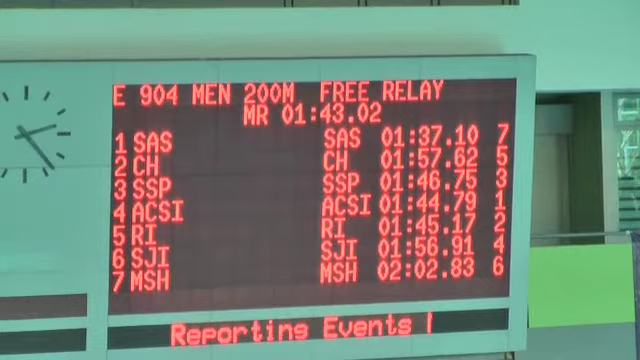 E 904 MEN 200M FREE RELAY
MR 01:43.02
1 SAS SAS 01:37.10 7
2 CH CH 01:57.62 5
3 SSP SSP 01:46.75 3
4 ACSI ACSI 01:44.79 1
5 RI RI 01:45.17 2
6 SJI SJI 01:56.91 4
7 MSH MSH 02:02.83 6
Reporting Events